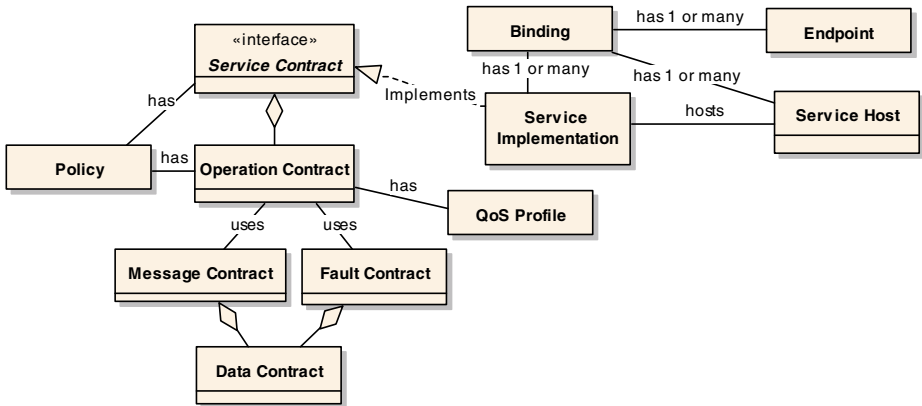 «interface»
Service Contract
has
Implements
Binding
has 1 or many
Endpoint
has 1 or many
has 1 or many
Service
Implementation
hosts
Service Host
Policy
has
Operation Contract
has
QoS Profile
uses
uses
Message Contract
Fault Contract
Data Contract